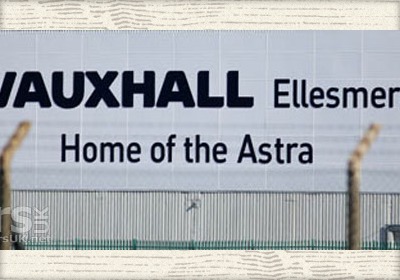 VAUXHALL Ellesmer
Home of the Astra